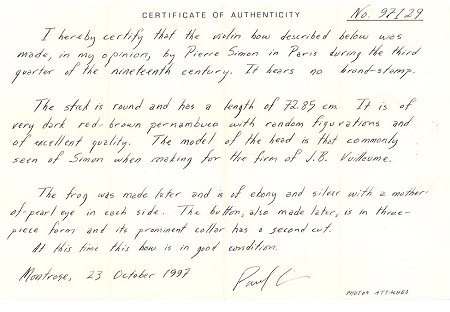 CERTIFICATE OF AUTHENTICITY
No. 97129
I hereby certify that the violin bow described below was
made, in my opinion, by Pierre Simon in Paris during the third
quarter of the nineteenth century. It bears no brand-stamp.
The stick is round and has a length of 72.85 cm. It is of
very dark red-brown pernambuco with random figurations and
of excellent quality. The model of the head is that commonly
seen of Simon when making for the firm of J.B. Vuillaume.
The frog was made later and is of ebony and silver with a mother-
of-pearl eye in each side. The button, also made later, is in three-
piece form and its prominent collar has a second cut.
At this time this bow is in good condition.
Montrose, 23 October 1997
Paul
PHOTOS ATTACHED